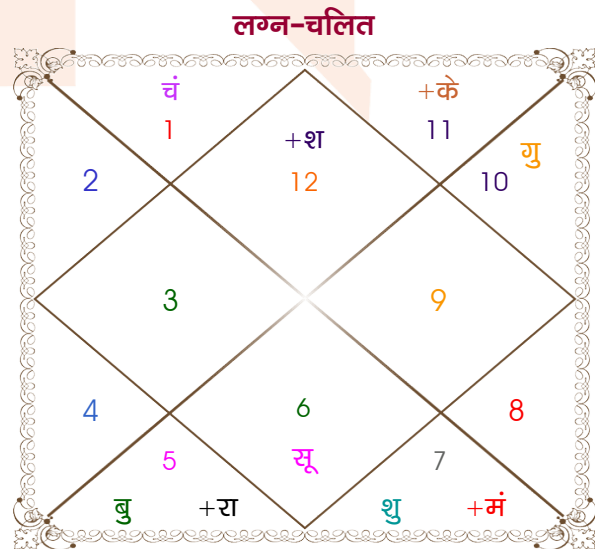 लग्न-चलित
चं +के
1 +श 11 गु
2 12 10
3 9
4 6 8
5 सू 7
बु +रा शु +मं